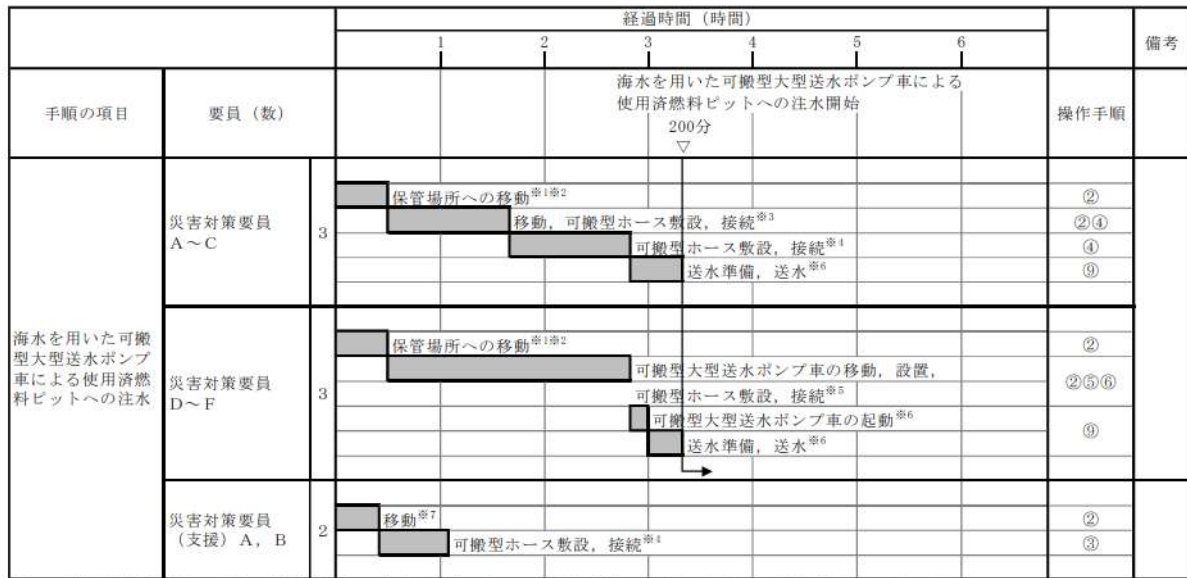 経過時間（時間）
備考
1 2 3 4 5 6
手順の項目
要員（数）
海水を用いた可搬型大型送水ポンプ車による
使用済燃料ピットへの注水開始
200分
▽
操作手順
海水を用いた可搬
型大型送水ポンプ
車による使用済燃
料ピットへの注水
災害対策要員
A～C
3
保管場所への移動※1※2
②
移動，可搬型ホース敷設，接続※3
②④
可搬型ホース敷設，接続※4
④
送水準備，送水※6
⑨
災害対策要員
D～F
3
保管場所への移動※1※2
②
可搬型大型送水ポンプ車の移動，設置，
可搬型ホース敷設，接続※5
②⑤⑥
可搬型大型送水ポンプ車の起動※6
送水準備，送水※6
⑨
災害対策要員
（支援）A，B
2
移動※7
②
可搬型ホース敷設，接続※4
③